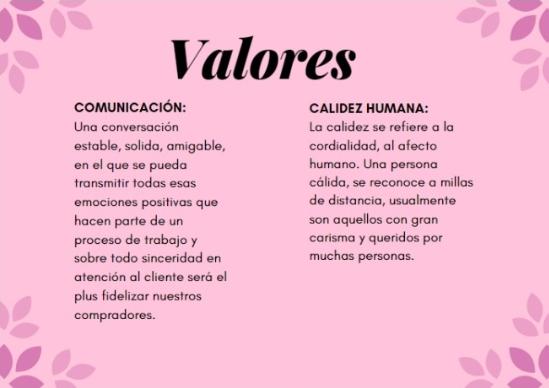 Valores
COMUNICACIÓN:
Una conversación
estable, solida, amigable,
en el que se pueda
transmitir todas esas
emociones positivas que
hacen parte de un
proceso de trabajo y
sobre todo sinceridad en
atención al cliente será el
plus fidelizar nuestros
compradores.
CALIDEZ HUMANA:
La calidez se refiere a la
cordialidad, al afecto
humano. Una persona
cálida, se reconoce a millas
de distancia, usualmente
son aquellos con gran
carisma y queridos por
muchas personas.